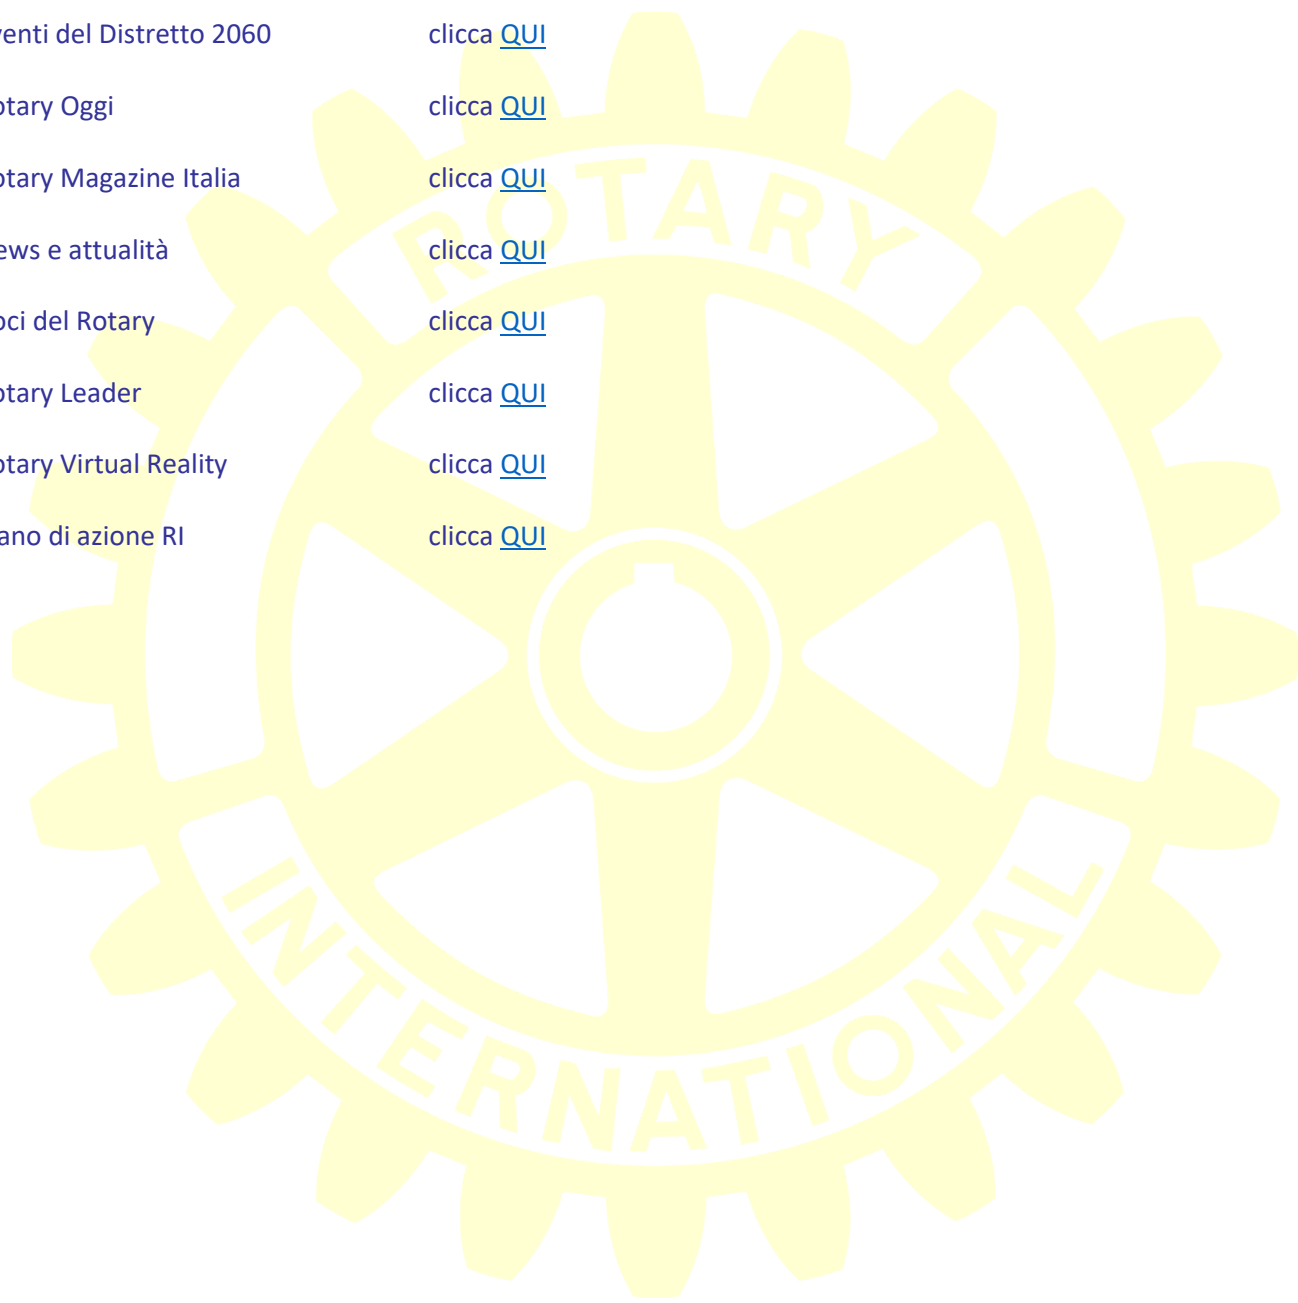 venti del Distretto 2060 clicca QUI
otary Oggi clicca QUI
otary Magazine Italia clicca QUI
ews e attualità clicca QUI
oci del Rotary clicca QUI
otary Leader clicca QUI
otary Virtual Reality clicca QUI
ano di azione RI clicca QUI
ROTARY
INTERNATIONAL